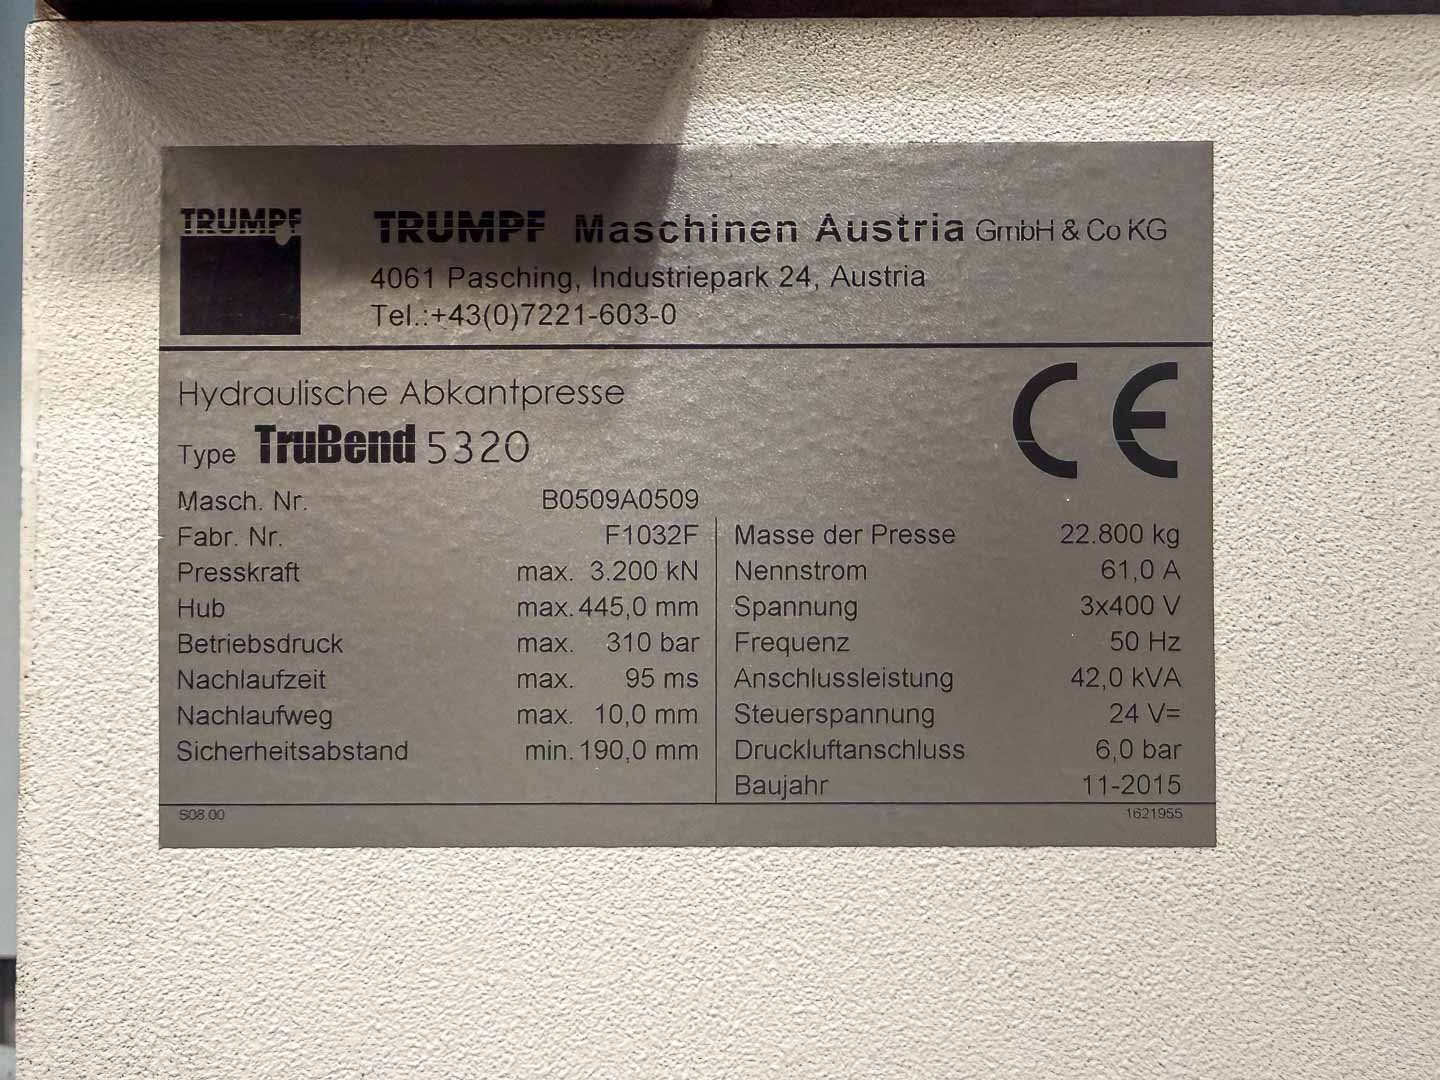 TRUMPF
TRUMPF Maschinen Austria GmbH & Co KG
4061 Pasching, Industriepark 24, Austria
Tel.:+43(0)7221-603-0
Hydraulische Abkantpresse
CE
Type TruBend 5320
Masch. Nr. B0509A0509
Fabr. Nr. F1032F
Presskraft max. 3.200 kN
Hub max. 445,0 mm
Betriebsdruck max. 310 bar
Nachlaufzeit max. 95 ms
Nachlaufweg max. 10,0 mm
Sicherheitsabstand min. 190,0 mm
Masse der Presse 22.800 kg
Nennstrom 61,0 A
Spannung 3x400 V
Frequenz 50 Hz
Anschlussleistung 42,0 kVA
Steuerspannung 24 V=
Druckluftanschluss 6,0 bar
Baujahr 11-2015
S08.00
1621955